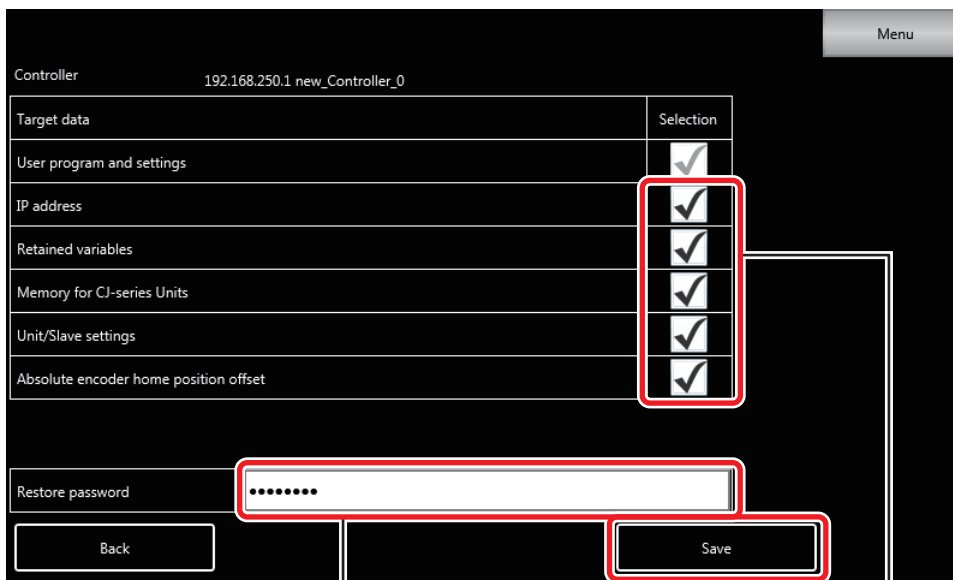 Menu
Controller 192.168.250.1 new_Controller_0
Target data Selection
User program and settings
IP address
Retained variables
Memory for CJ-series Units
Unit/Slave settings
Absolute encoder home position offset
Restore password ••••••••
Back Save